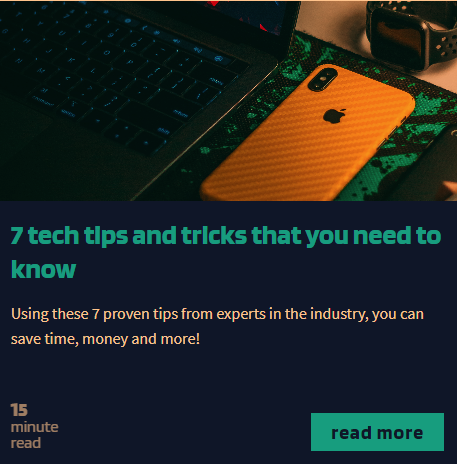 7 tech tips and tricks that you need to
know
Using these 7 proven tips from experts in the industry, you can
save time, money and more!
15
minute
read
read more